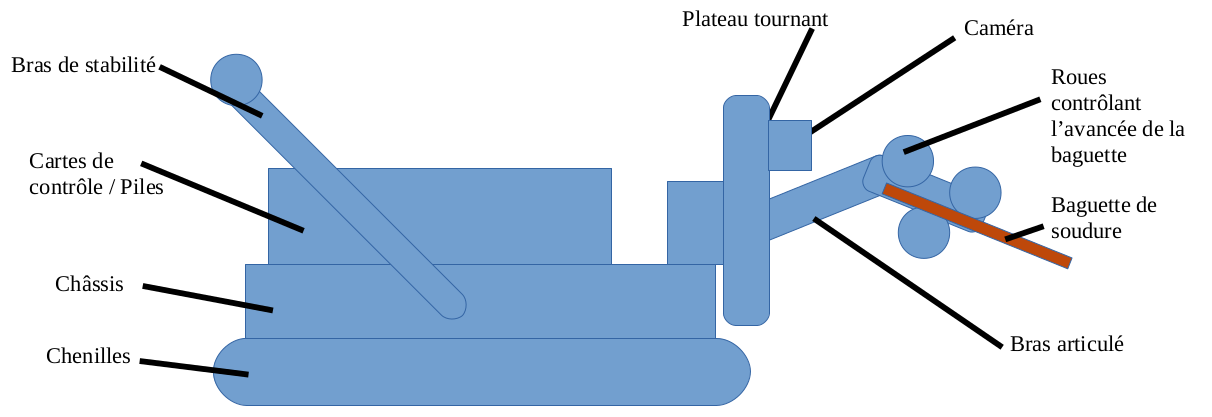 Plateau tournant
Caméra
Bras de stabilité
Roues
contrôlant
l’avancée de la
baguette
Cartes de
contrôle / Piles
Baguette de
soudure
Châssis
Bras articulé
Chenilles